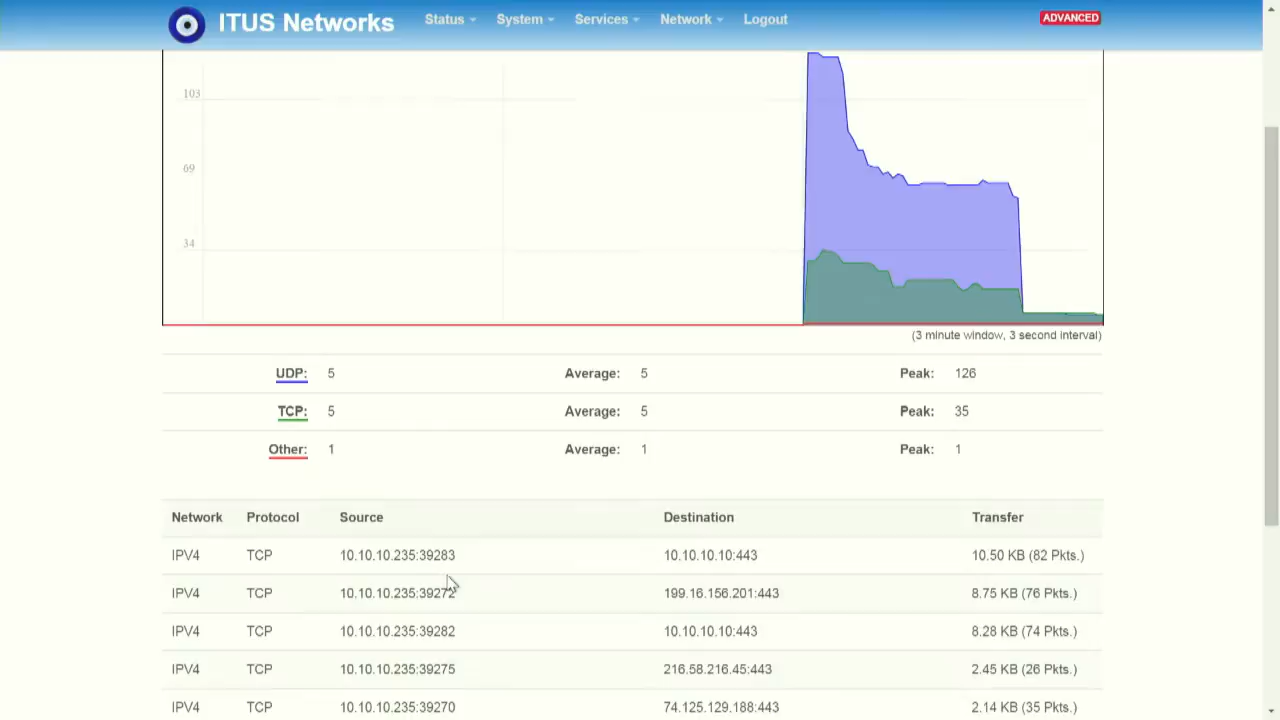 ITUS Networks Status System Services Network Logout ADVANCED
103
69
34
(3 minute window, 3 second interval)
UDP: 5 Average: 5 Peak: 126
TCP: 5 Average: 5 Peak: 35
Other: 1 Average: 1 Peak: 1
Network Protocol Source Destination Transfer
IPV4 TCP 10.10.10.235:39283 10.10.10.10:443 10.50 KB (82 Pkts.)
IPV4 TCP 10.10.10.235:39272 199.16.156.201:443 8.75 KB (76 Pkts.)
IPV4 TCP 10.10.10.235:39282 10.10.10.10:443 8.28 KB (74 Pkts.)
IPV4 TCP 10.10.10.235:39275 216.58.216.45:443 2.45 KB (26 Pkts.)
IPV4 TCP 10.10.10.235:39270 74.125.129.188:443 2.14 KB (35 Pkts.)